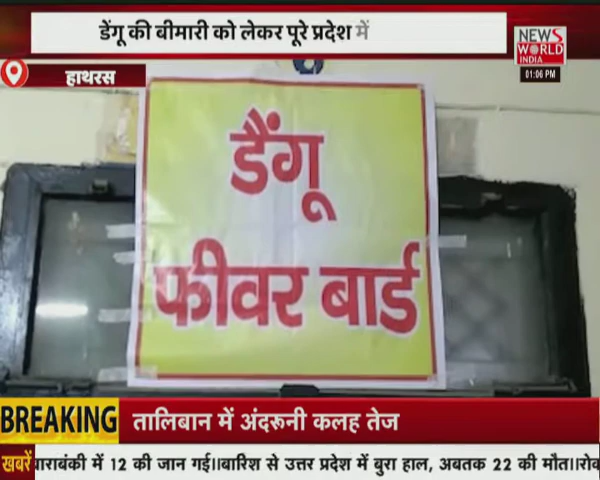 डेंगू की बीमारी को लेकर पूरे प्रदेश में
NEWS
WORLD
INDIA
01:06 PM
हाथरस
डैंगू
फीवर बार्ड
BREAKING
तालिबान में अंदरूनी कलह तेज
खबरें
बाराबंकी में 12 की जान गई।।बारिश से उत्तर प्रदेश में बुरा हाल, अबतक 22 की मौत।।